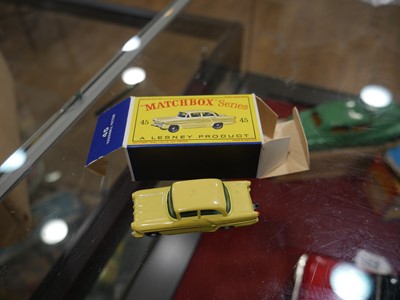 "MATCHBOX" Series
45 45
A LESNEY PRODUCT
45